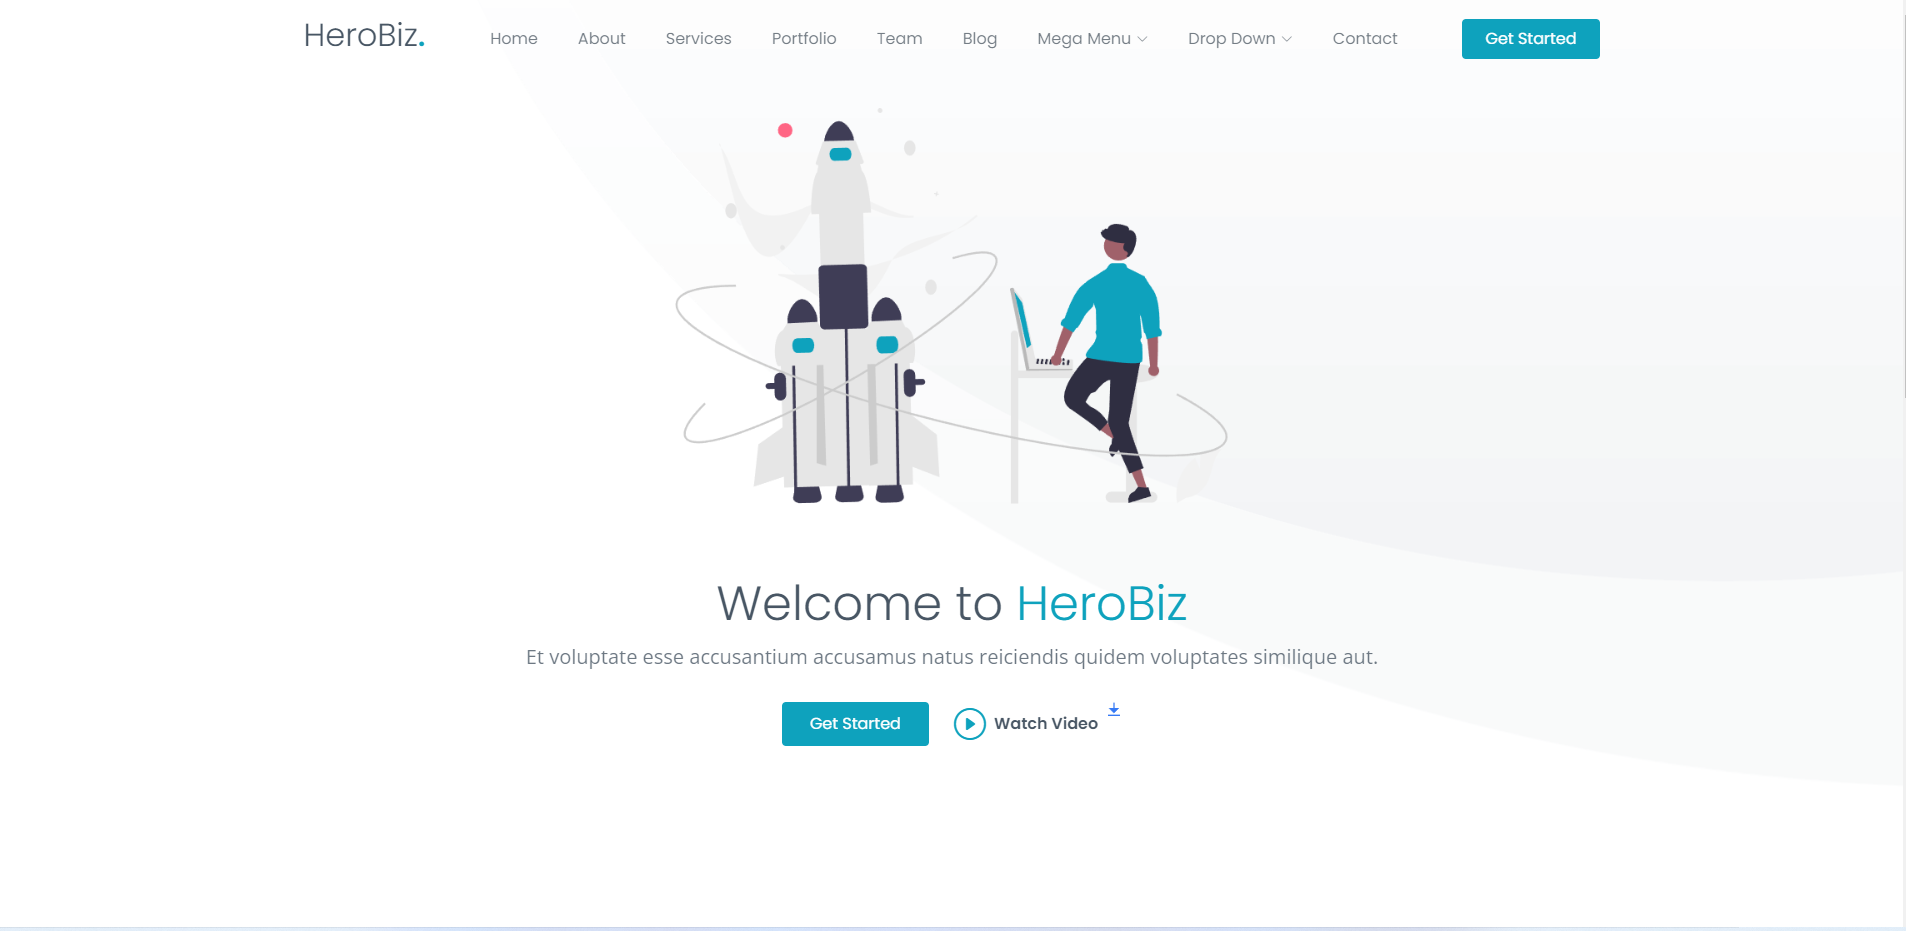 HeroBiz. Home About Services Portfolio Team Blog Mega Menu Drop Down Contact Get Started
Welcome to HeroBiz
Et voluptate esse accusantium accusamus natus reiciendis quidem voluptates similique aut.
Get Started Watch Video